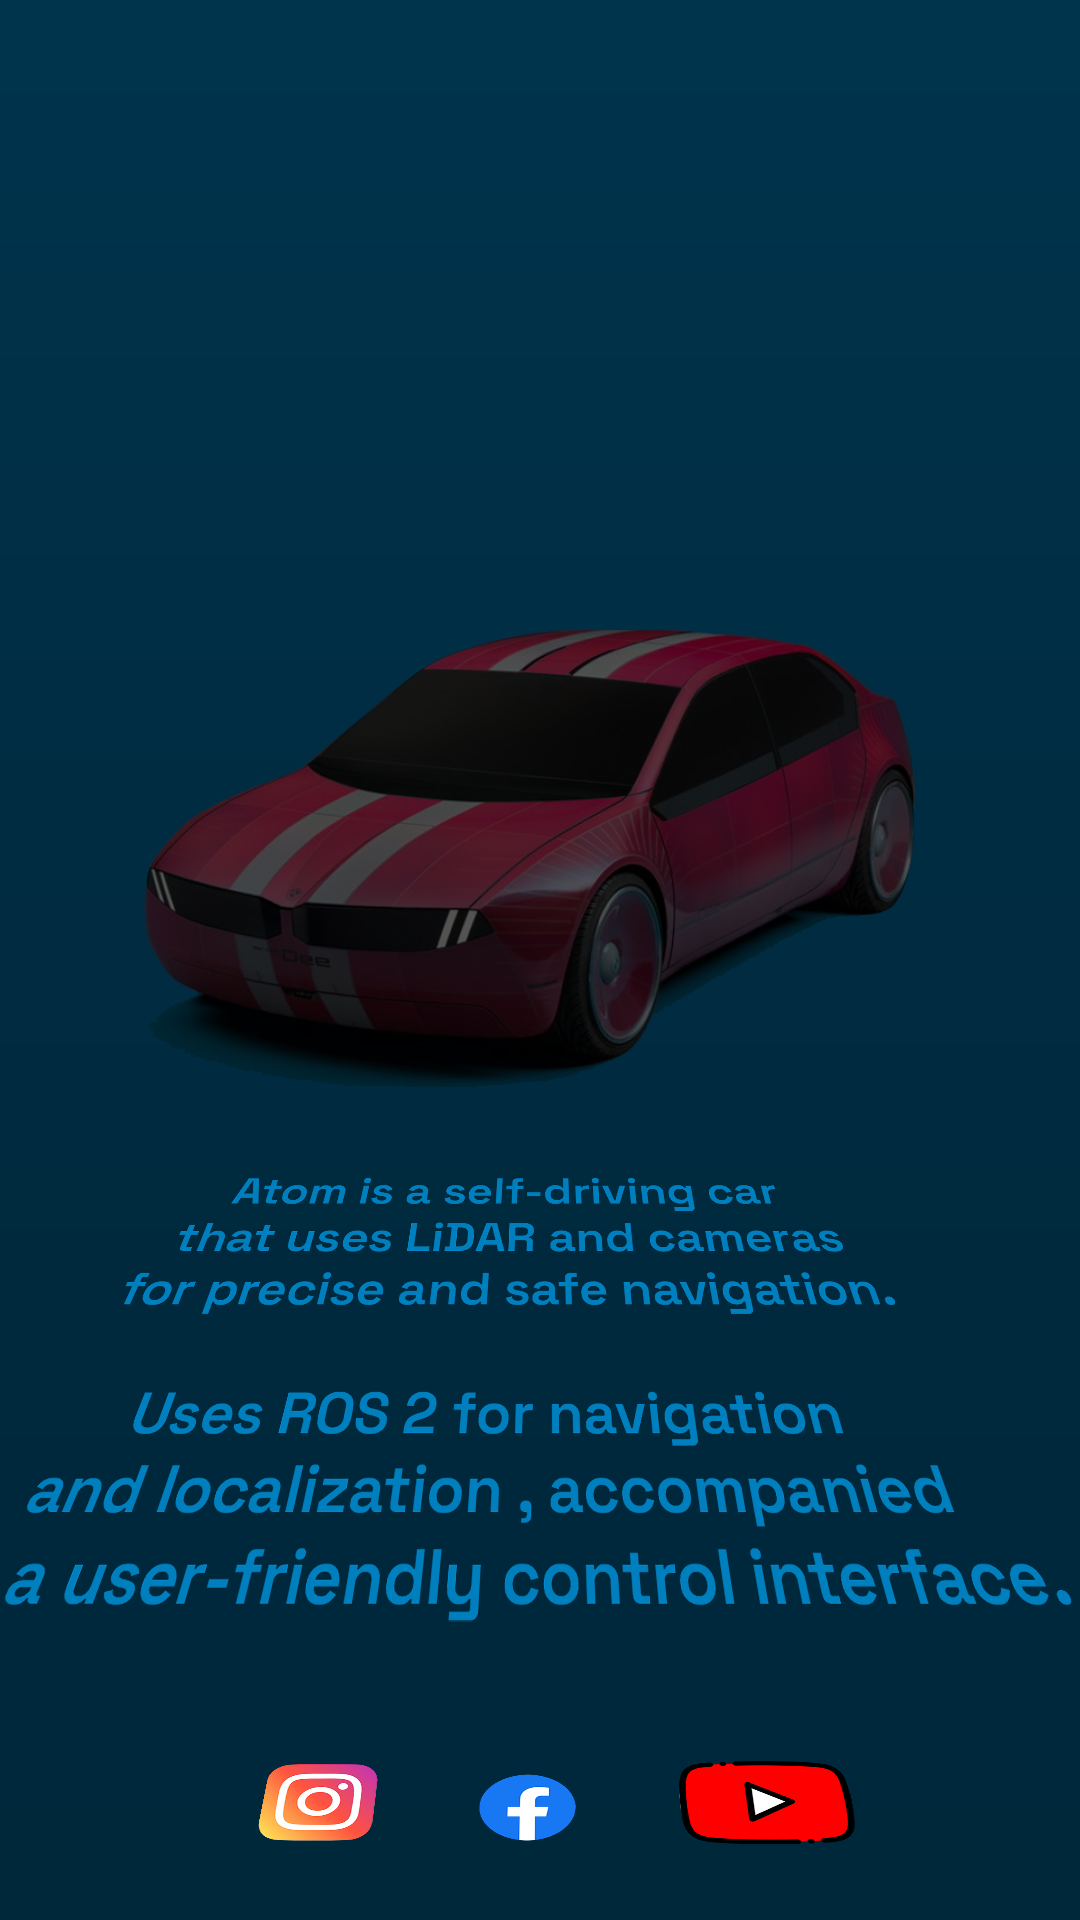 Dee
Atom is a self-driving car
that uses LiDAR and cameras
for precise and safe navigation.
Uses ROS 2 for navigation
and localization , accompanied
a user-friendly control interface.